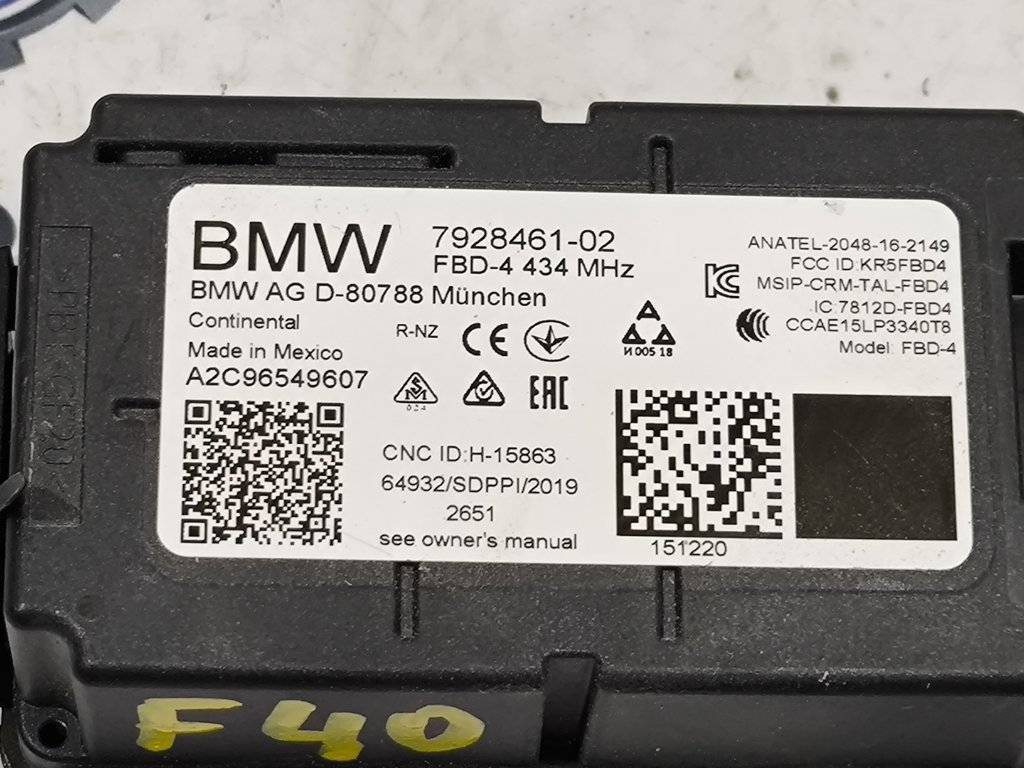 BMW
7928461-02
FBD-4 434 MHz
BMW AG D-80788 München
Continental
Made in Mexico
A2C96549607
R-NZ
CE
И 005 18
EAC
ANATEL-2048-16-2149
FCC ID:KR5FBD4
MSIP-CRM-TAL-FBD4
IC:7812D-FBD4
CCAE15LP3340T8
Model: FBD-4
CNC ID:H-15863
64932/SDPPI/2019
2651
see owner's manual
151220
F40